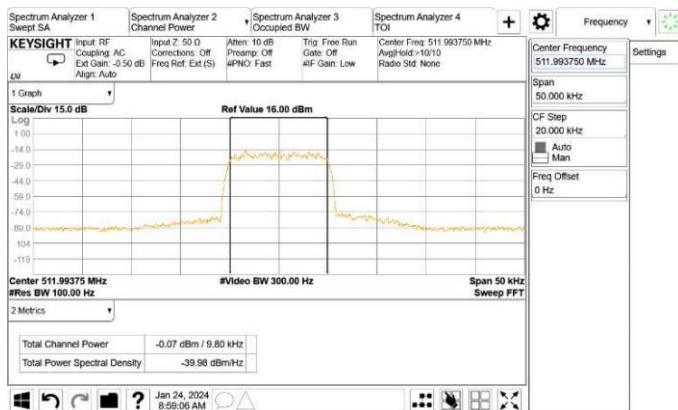 Spectrum Analyzer 1
Swept SA
Spectrum Analyzer 2
Channel Power
Spectrum Analyzer 3
Occupied BW
Spectrum Analyzer 4
TOI
+
Frequency
KEYSIGHT
Input: RF
Coupling: AC
Ext Gain: -0.50 dB
Align: Auto
Input Z: 50 Ω
Corrections: Off
Freq Ref: Ext (S)
Atten: 10 dB
Preamp: Off
#PNO: Fast
Trig: Free Run
Gate: Off
#IF Gain: Low
Center Freq: 511.993750 MHz
Avg|Hold:>10/10
Radio Std: None
Center Frequency
511.993750 MHz
Settings
Span
50.000 kHz
CF Step
20.000 kHz
Auto
Man
Freq Offset
0 Hz
1 Graph
Scale/Div 15.0 dB
Ref Value 16.00 dBm
Log
1.00
-14.0
-29.0
-44.0
-59.0
-74.0
-89.0
-104
-119
Center 511.99375 MHz
#Video BW 300.00 Hz
Span 50 kHz
#Res BW 100.00 Hz
Sweep FFT
2 Metrics
Total Channel Power -0.07 dBm / 9.80 kHz
Total Power Spectral Density -39.98 dBm/Hz
?
Jan 24, 2024
8:59:06 AM